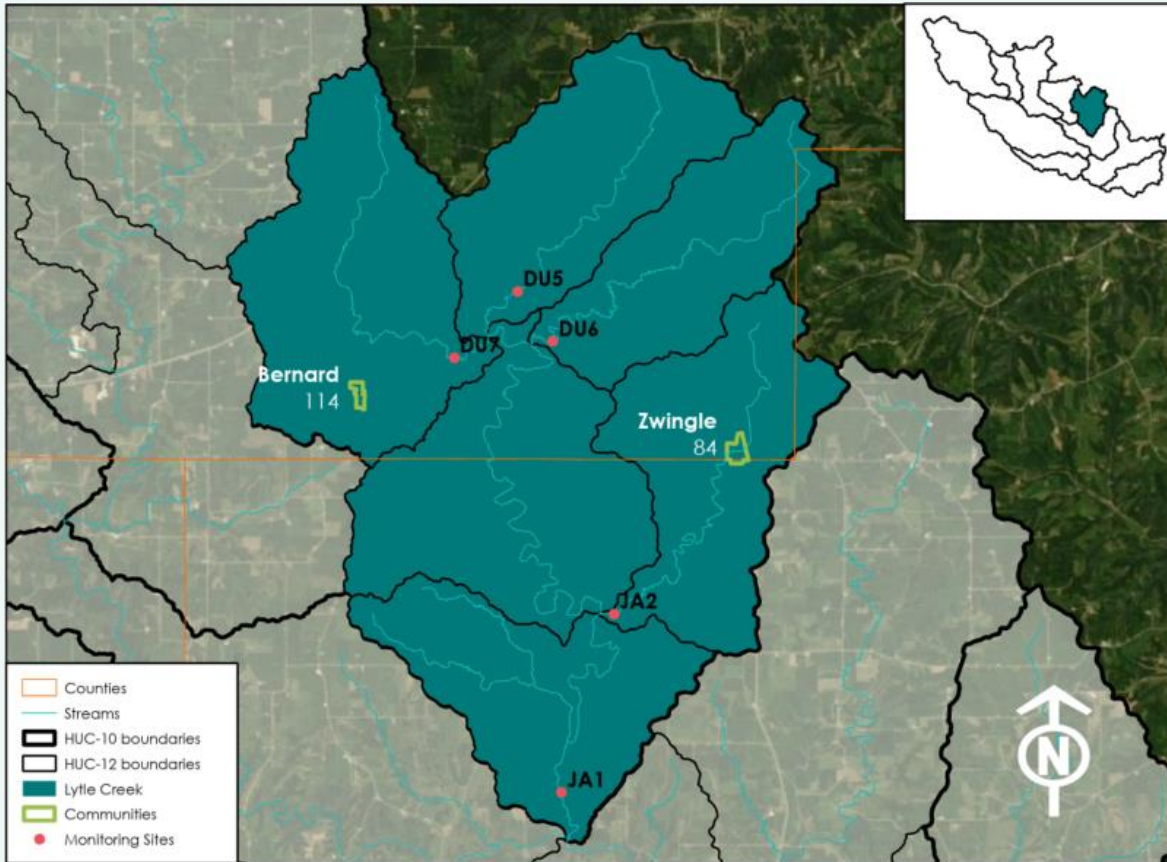 DU5
DU6
DU7
Bernard
114
Zwingle
84
JA2
JA1
Counties
Streams
HUC-10 boundaries
HUC-12 boundaries
Lytle Creek
Communities
Monitoring Sites
N